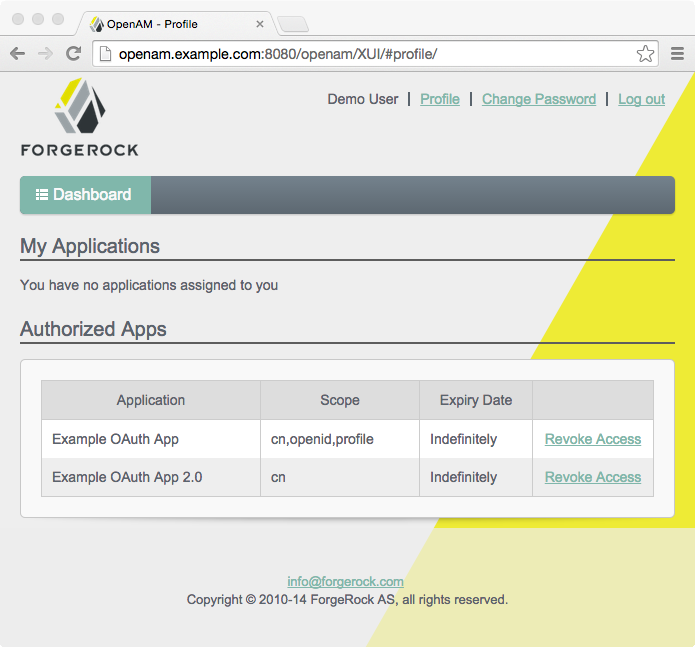 OpenAM - Profile
openam.example.com:8080/openam/XUI/#profile/
FORGEROCK
Demo User | Profile | Change Password | Log out
Dashboard
My Applications
You have no applications assigned to you
Authorized Apps
Application Scope Expiry Date
Example OAuth App cn,openid,profile Indefinitely Revoke Access
Example OAuth App 2.0 cn Indefinitely Revoke Access
info@forgerock.com
Copyright © 2010-14 ForgeRock AS, all rights reserved.